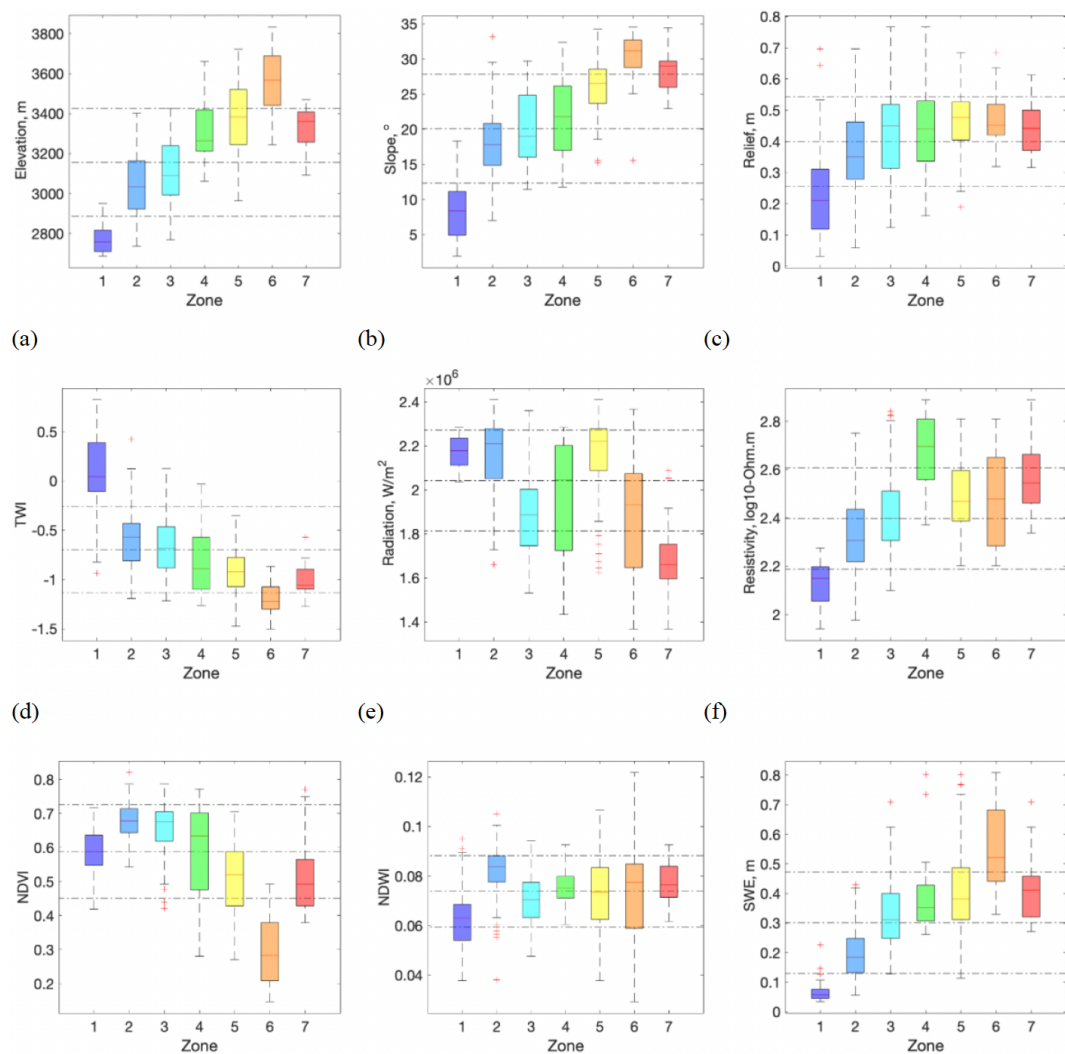 3800
3600
3400
3200
3000
2800
Elevation, m
1 2 3 4 5 6 7
Zone
35
30
25
20
15
10
5
Slope, °
1 2 3 4 5 6 7
Zone
0.8
0.7
0.6
0.5
0.4
0.3
0.2
0.1
0
Relief, m
1 2 3 4 5 6 7
Zone
(a) (b) (c)
0.5
0
-0.5
-1
-1.5
TWI
1 2 3 4 5 6 7
Zone
×10⁶
2.4
2.2
2
1.8
1.6
1.4
Radiation, W/m²
1 2 3 4 5 6 7
Zone
2.8
2.6
2.4
2.2
2
Resistivity, log10-Ohm.m
1 2 3 4 5 6 7
Zone
(d) (e) (f)
0.8
0.7
0.6
0.5
0.4
0.3
0.2
NDVI
1 2 3 4 5 6 7
Zone
0.12
0.1
0.08
0.06
0.04
NDWI
1 2 3 4 5 6 7
Zone
0.8
0.7
0.6
0.5
0.4
0.3
0.2
0.1
0
SWE, m
1 2 3 4 5 6 7
Zone